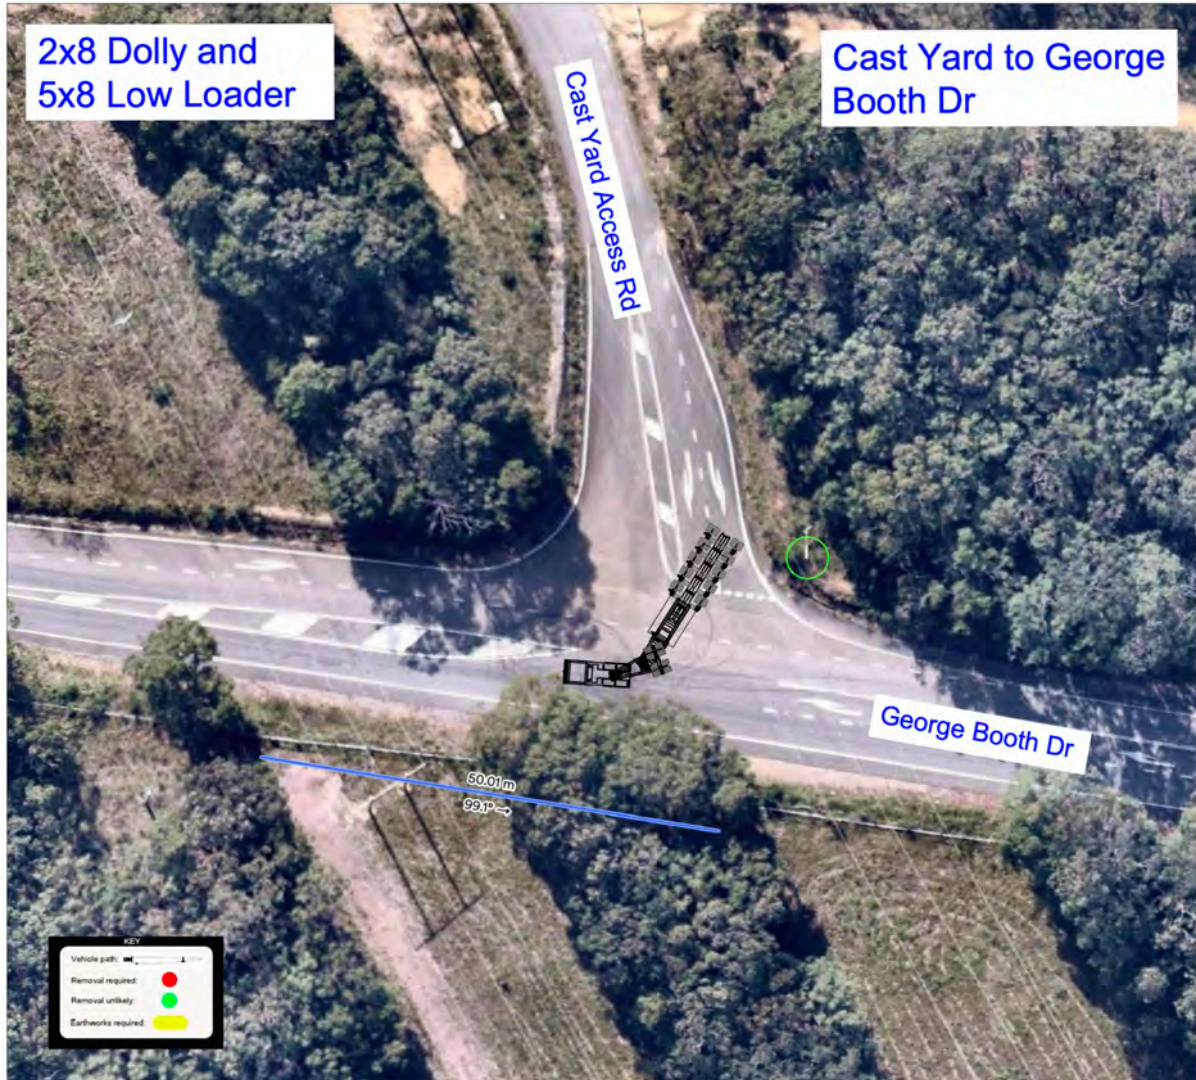 2x8 Dolly and
5x8 Low Loader
Cast Yard to George
Booth Dr
Cast Yard Access Rd
George Booth Dr
50.01 m
99.1° →
KEY
Vehicle path:
Removal required:
Removal unlikely:
Earthworks required: